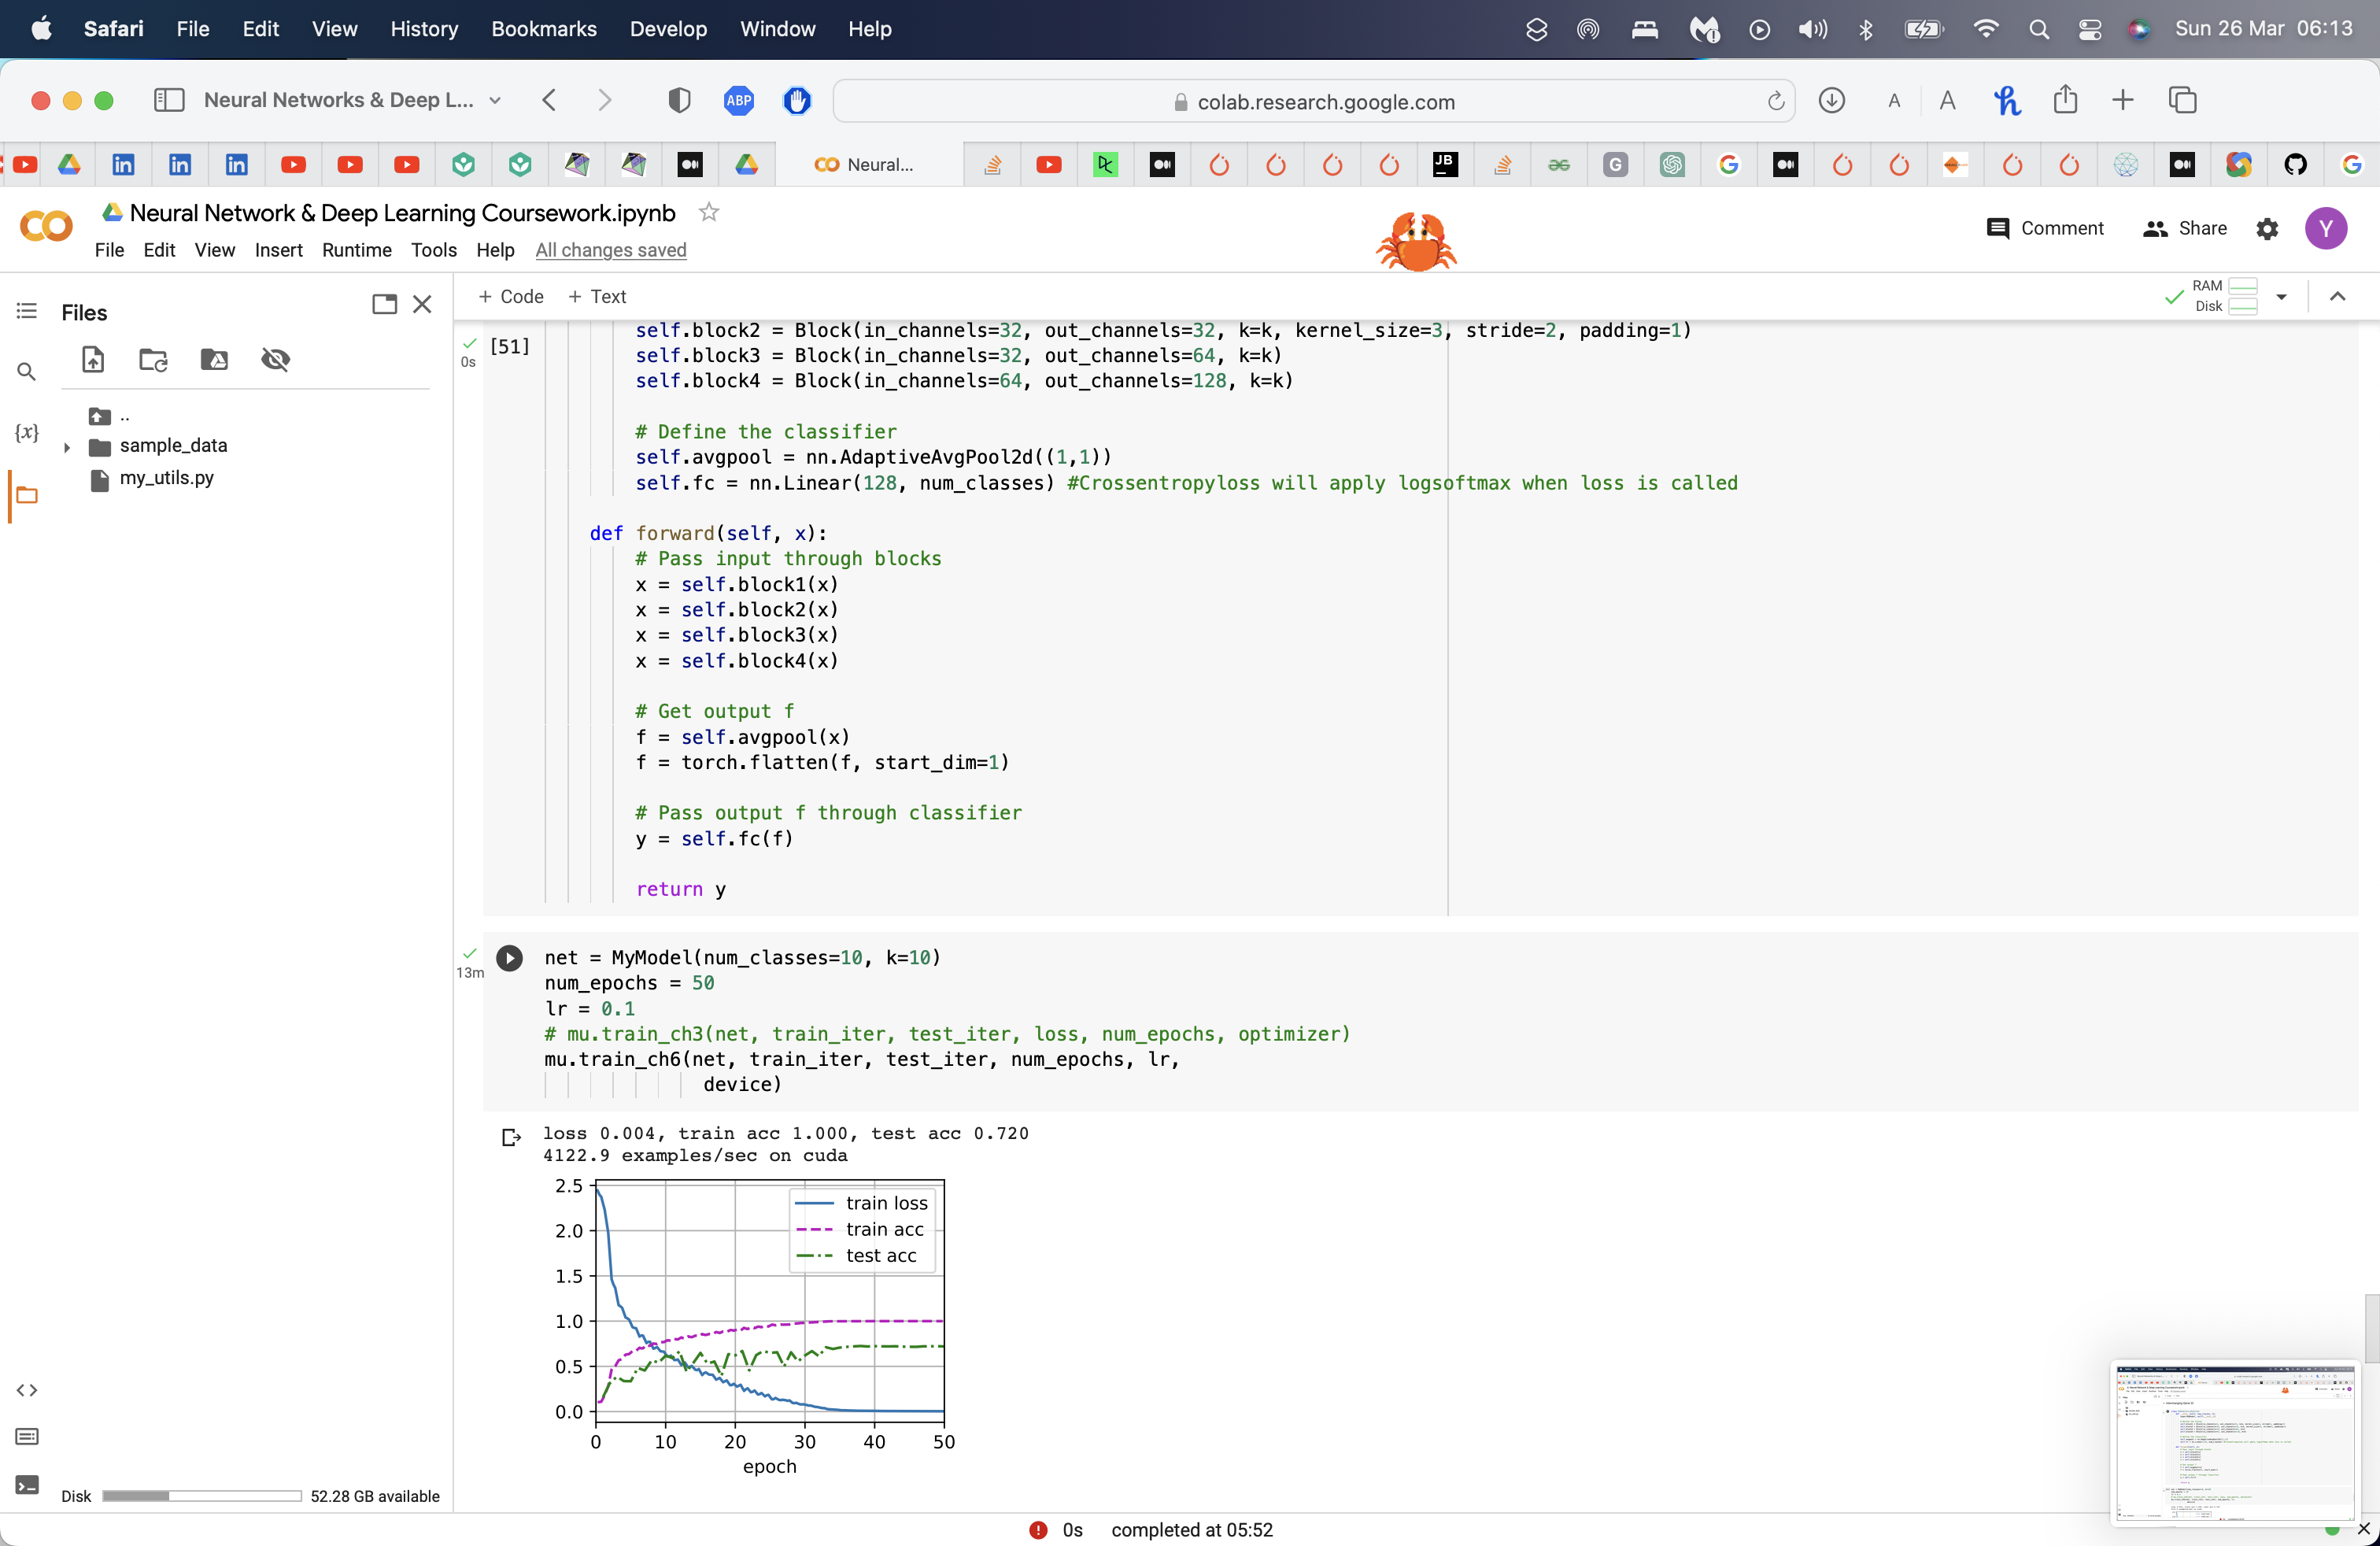 Safari File Edit View History Bookmarks Develop Window Help Sun 26 Mar 06:13
Neural Networks & Deep L... ABP colab.research.google.com A A
Neural... JB G
Neural Network & Deep Learning Coursework.ipynb
File Edit View Insert Runtime Tools Help All changes saved
Comment Share Y
Files
+ Code + Text
RAM
Disk
..
sample_data
my_utils.py
{x}
0s
[51]
self.block2 = Block(in_channels=32, out_channels=32, k=k, kernel_size=3, stride=2, padding=1)
self.block3 = Block(in_channels=32, out_channels=64, k=k)
self.block4 = Block(in_channels=64, out_channels=128, k=k)
# Define the classifier
self.avgpool = nn.AdaptiveAvgPool2d((1,1))
self.fc = nn.Linear(128, num_classes) #Crossentropyloss will apply logsoftmax when loss is called
def forward(self, x):
# Pass input through blocks
x = self.block1(x)
x = self.block2(x)
x = self.block3(x)
x = self.block4(x)
# Get output f
f = self.avgpool(x)
f = torch.flatten(f, start_dim=1)
# Pass output f through classifier
y = self.fc(f)
return y
13m
net = MyModel(num_classes=10, k=10)
num_epochs = 50
lr = 0.1
# mu.train_ch3(net, train_iter, test_iter, loss, num_epochs, optimizer)
mu.train_ch6(net, train_iter, test_iter, num_epochs, lr,
device)
loss 0.004, train acc 1.000, test acc 0.720
4122.9 examples/sec on cuda
2.5
2.0
1.5
1.0
0.5
0.0
train loss
train acc
test acc
0 10 20 30 40 50
epoch
Disk 52.28 GB available
0s completed at 05:52